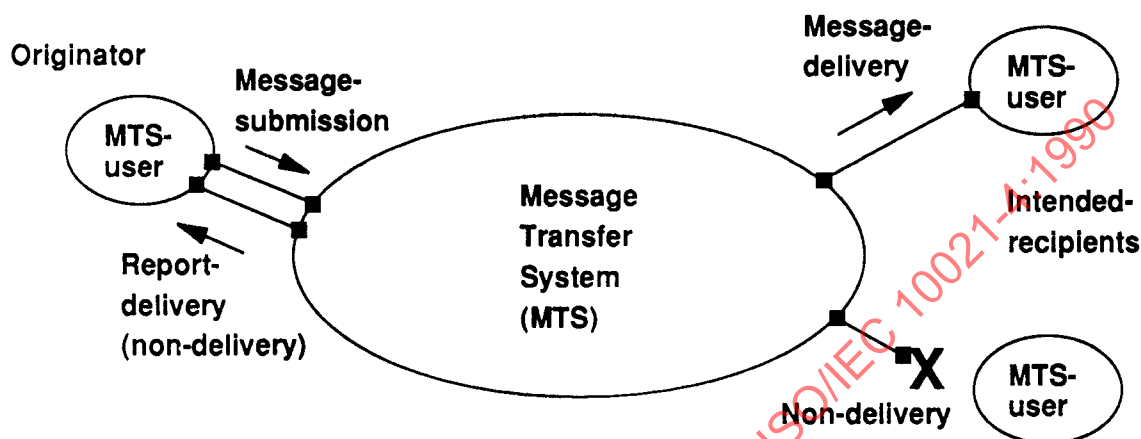 Originator
MTS-
user
Message-
submission
Report-
delivery
(non-delivery)
Message
Transfer
System
(MTS)
Message-
delivery
MTS-
user
Intended-
recipients
X
Non-delivery
MTS-
user
ISO/IEC 10021-4:1990